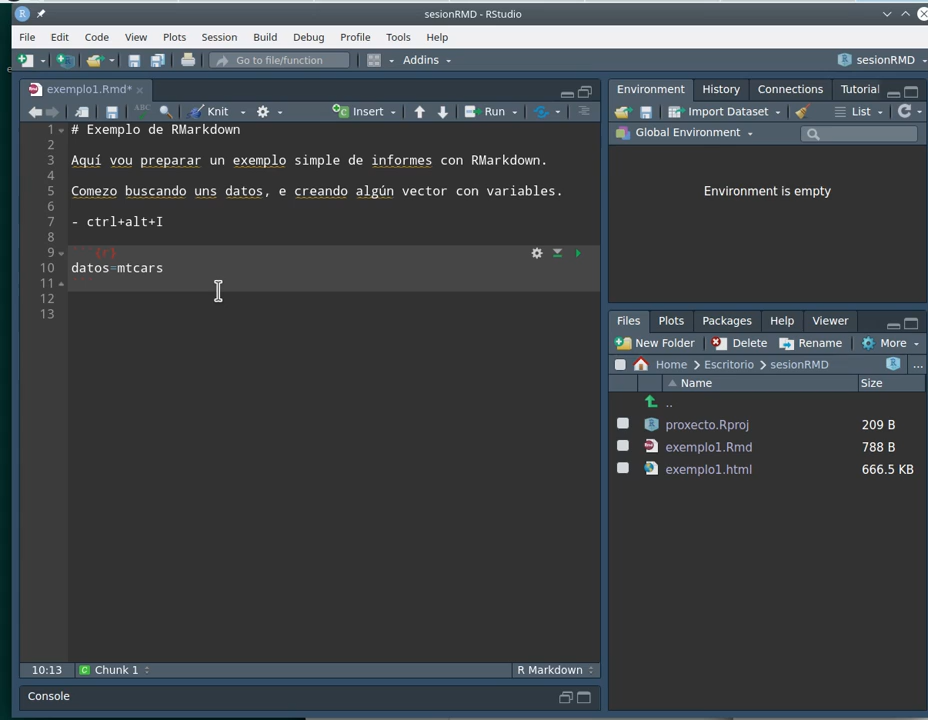 sesionRMD - RStudio
File Edit Code View Plots Session Build Debug Profile Tools Help
Go to file/function Addins sesionRMD
exemplo1.Rmd*
ABC Knit Insert Run
1 # Exemplo de RMarkdown
2
3 Aquí vou preparar un exemplo simple de informes con RMarkdown.
4
5 Comezo buscando uns datos, e creando algún vector con variables.
6
7 - ctrl+alt+I
8
9 {r}
10 datos=mtcars
11
12
13
10:13 Chunk 1 R Markdown
Console
Environment History Connections Tutorial
Import Dataset List
Global Environment
Environment is empty
Files Plots Packages Help Viewer
New Folder Delete Rename More
Home Escritorio sesionRMD ...
Name Size
..
proxecto.Rproj 209 B
exemplo1.Rmd 788 B
exemplo1.html 666.5 KB